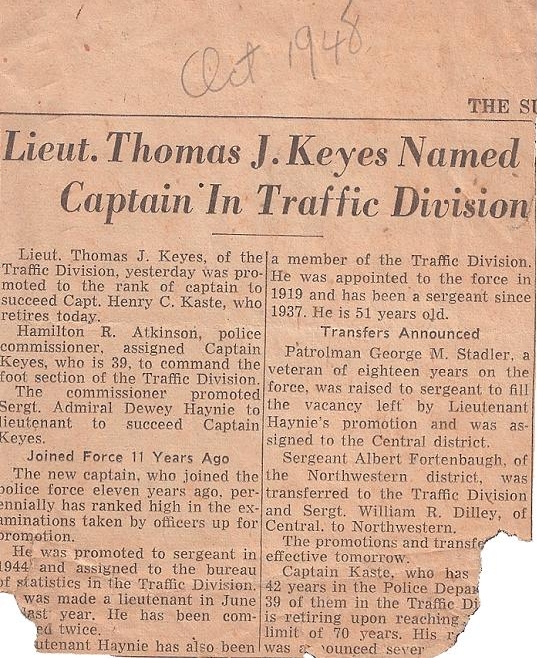 Oct 1948
THE SU
Lieut. Thomas J. Keyes Named
Captain In Traffic Division
Lieut. Thomas J. Keyes, of the
Traffic Division, yesterday was pro-
moted to the rank of captain to
succeed Capt. Henry C. Kaste, who
retires today.
Hamilton R. Atkinson, police
commissioner, assigned Captain
Keyes, who is 39, to command the
foot section of the Traffic Division.
The commissioner promoted
Sergt. Admiral Dewey Haynie to
lieutenant to succeed Captain
Keyes.
Joined Force 11 Years Ago
The new captain, who joined the
police force eleven years ago, per-
ennially has ranked high in the ex-
aminations taken by officers up for
promotion.
He was promoted to sergeant in
1944 and assigned to the bureau
of statistics in the Traffic Division.
was made a lieutenant in June
last year. He has been com-
ed twice.
utenant Haynie has also been
a member of the Traffic Division.
He was appointed to the force in
1919 and has been a sergeant since
1937. He is 51 years old.
Transfers Announced
Patrolman George M. Stadler, a
veteran of eighteen years on the
force, was raised to sergeant to fill
the vacancy left by Lieutenant
Haynie's promotion and was as-
signed to the Central district.
Sergeant Albert Fortenbaugh, of
the Northwestern district, was
transferred to the Traffic Division
and Sergt. William R. Dilley, of
Central, to Northwestern.
The promotions and transfe
effective tomorrow.
Captain Kaste, who has
42 years in the Police Depar
39 of them in the Traffic Di
is retiring upon reaching
limit of 70 years. His r
was a nounced sever